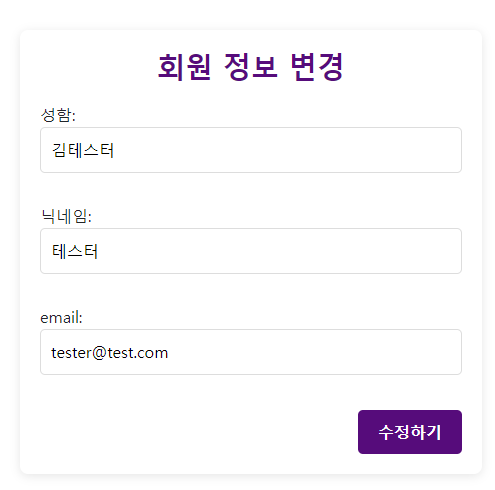 회원 정보 변경
성함:
김테스터
닉네임:
테스터
email:
tester@test.com
수정하기